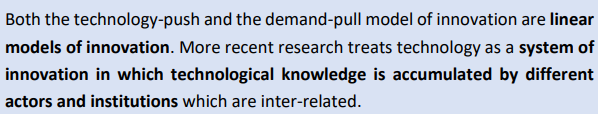 Both the technology-push and the demand-pull model of innovation are linear
models of innovation. More recent research treats technology as a system of
innovation in which technological knowledge is accumulated by different
actors and institutions which are inter-related.